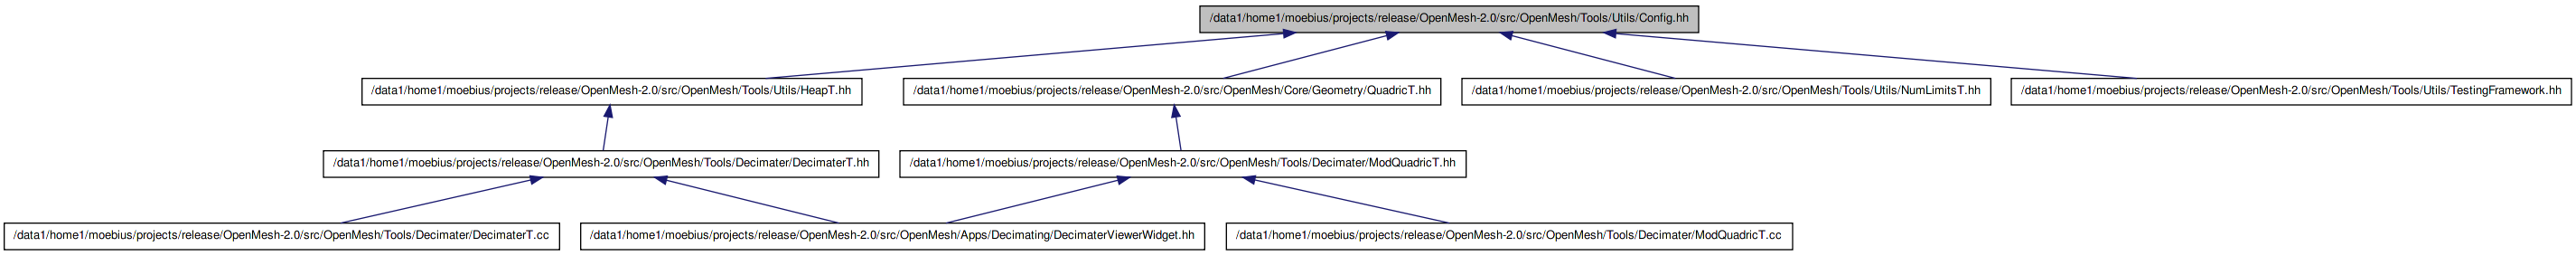 /data1/home1/moebius/projects/release/OpenMesh-2.0/src/OpenMesh/Tools/Utils/Config.hh
/data1/home1/moebius/projects/release/OpenMesh-2.0/src/OpenMesh/Tools/Utils/HeapT.hh
/data1/home1/moebius/projects/release/OpenMesh-2.0/src/OpenMesh/Core/Geometry/QuadricT.hh
/data1/home1/moebius/projects/release/OpenMesh-2.0/src/OpenMesh/Tools/Utils/NumLimitsT.hh
/data1/home1/moebius/projects/release/OpenMesh-2.0/src/OpenMesh/Tools/Utils/TestingFramework.hh
/data1/home1/moebius/projects/release/OpenMesh-2.0/src/OpenMesh/Tools/Decimater/DecimaterT.hh
/data1/home1/moebius/projects/release/OpenMesh-2.0/src/OpenMesh/Tools/Decimater/ModQuadricT.hh
/data1/home1/moebius/projects/release/OpenMesh-2.0/src/OpenMesh/Tools/Decimater/DecimaterT.cc
/data1/home1/moebius/projects/release/OpenMesh-2.0/src/OpenMesh/Apps/Decimating/DecimaterViewerWidget.hh
/data1/home1/moebius/projects/release/OpenMesh-2.0/src/OpenMesh/Tools/Decimater/ModQuadricT.cc